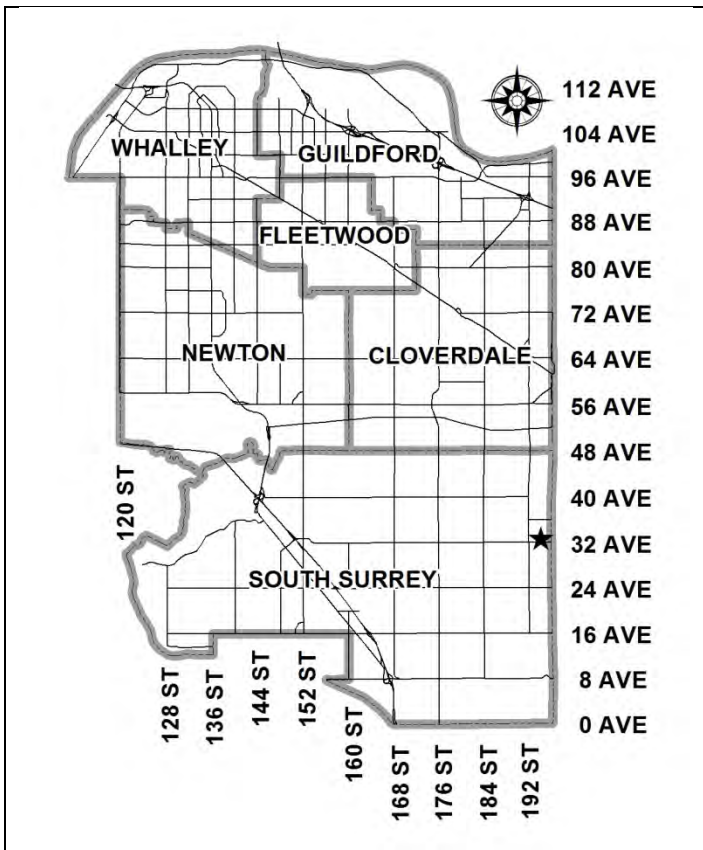 112 AVE
104 AVE
WHALLEY
GUILDFORD
96 AVE
88 AVE
FLEETWOOD
80 AVE
72 AVE
NEWTON
CLOVERDALE
64 AVE
56 AVE
48 AVE
120 ST
40 AVE
32 AVE
SOUTH SURREY
24 AVE
16 AVE
8 AVE
0 AVE
128 ST
136 ST
144 ST
152 ST
160 ST
168 ST
176 ST
184 ST
192 ST